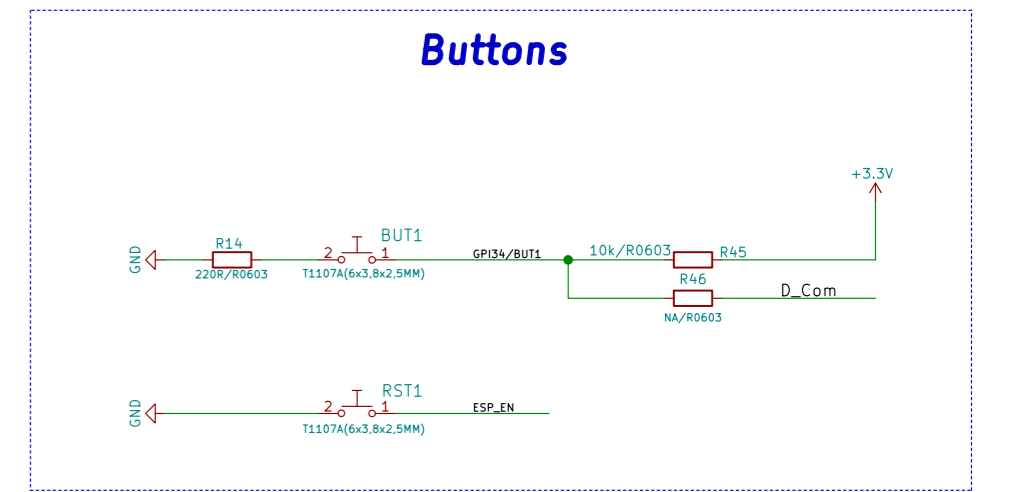 Buttons
+3.3V
GND
R14
220R/R0603
2
BUT1
1
T1107A(6x3,8x2,5MM)
GPI34/BUT1
10k/R0603
R45
R46
NA/R0603
D_Com
GND
2
RST1
1
T1107A(6x3,8x2,5MM)
ESP_EN